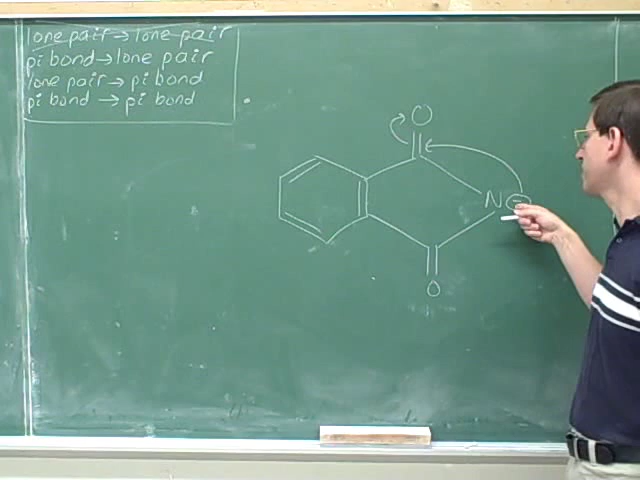 lone pair → lone pair
pi bond → lone pair
lone pair → pi bond
pi bond → pi bond
O
N ⊖
O